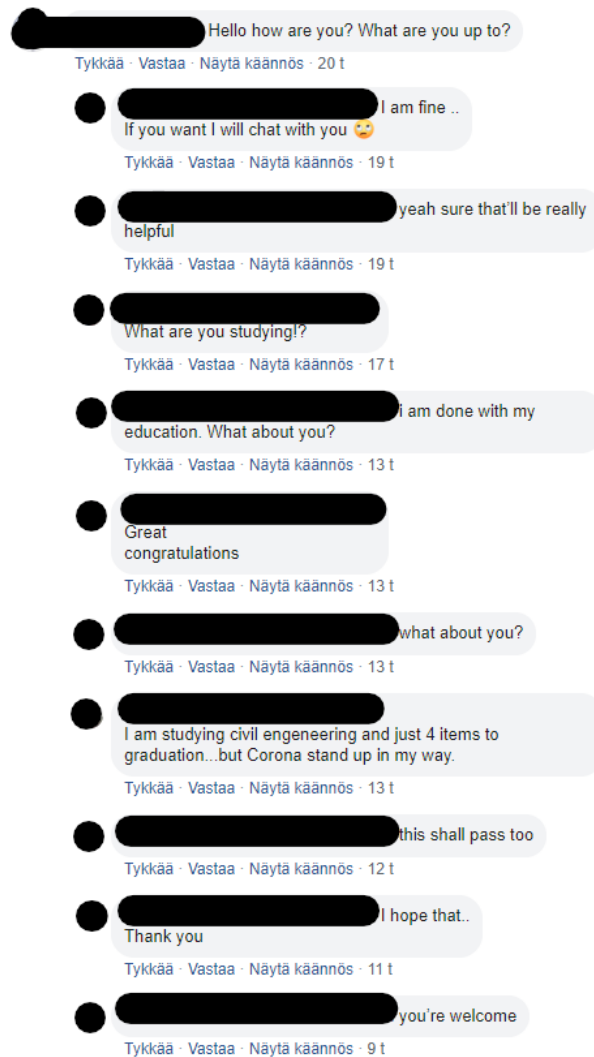 Hello how are you? What are you up to?
Tykkää · Vastaa · Näytä käännös · 20 t
I am fine ..
If you want I will chat with you 🙄
Tykkää · Vastaa · Näytä käännös · 19 t
yeah sure that'll be really
helpful
Tykkää · Vastaa · Näytä käännös · 19 t
What are you studying!?
Tykkää · Vastaa · Näytä käännös · 17 t
i am done with my
education. What about you?
Tykkää · Vastaa · Näytä käännös · 13 t
Great
congratulations
Tykkää · Vastaa · Näytä käännös · 13 t
what about you?
Tykkää · Vastaa · Näytä käännös · 13 t
I am studying civil engeneering and just 4 items to
graduation...but Corona stand up in my way.
Tykkää · Vastaa · Näytä käännös · 13 t
this shall pass too
Tykkää · Vastaa · Näytä käännös · 12 t
I hope that..
Thank you
Tykkää · Vastaa · Näytä käännös · 11 t
you're welcome
Tykkää · Vastaa · Näytä käännös · 9 t